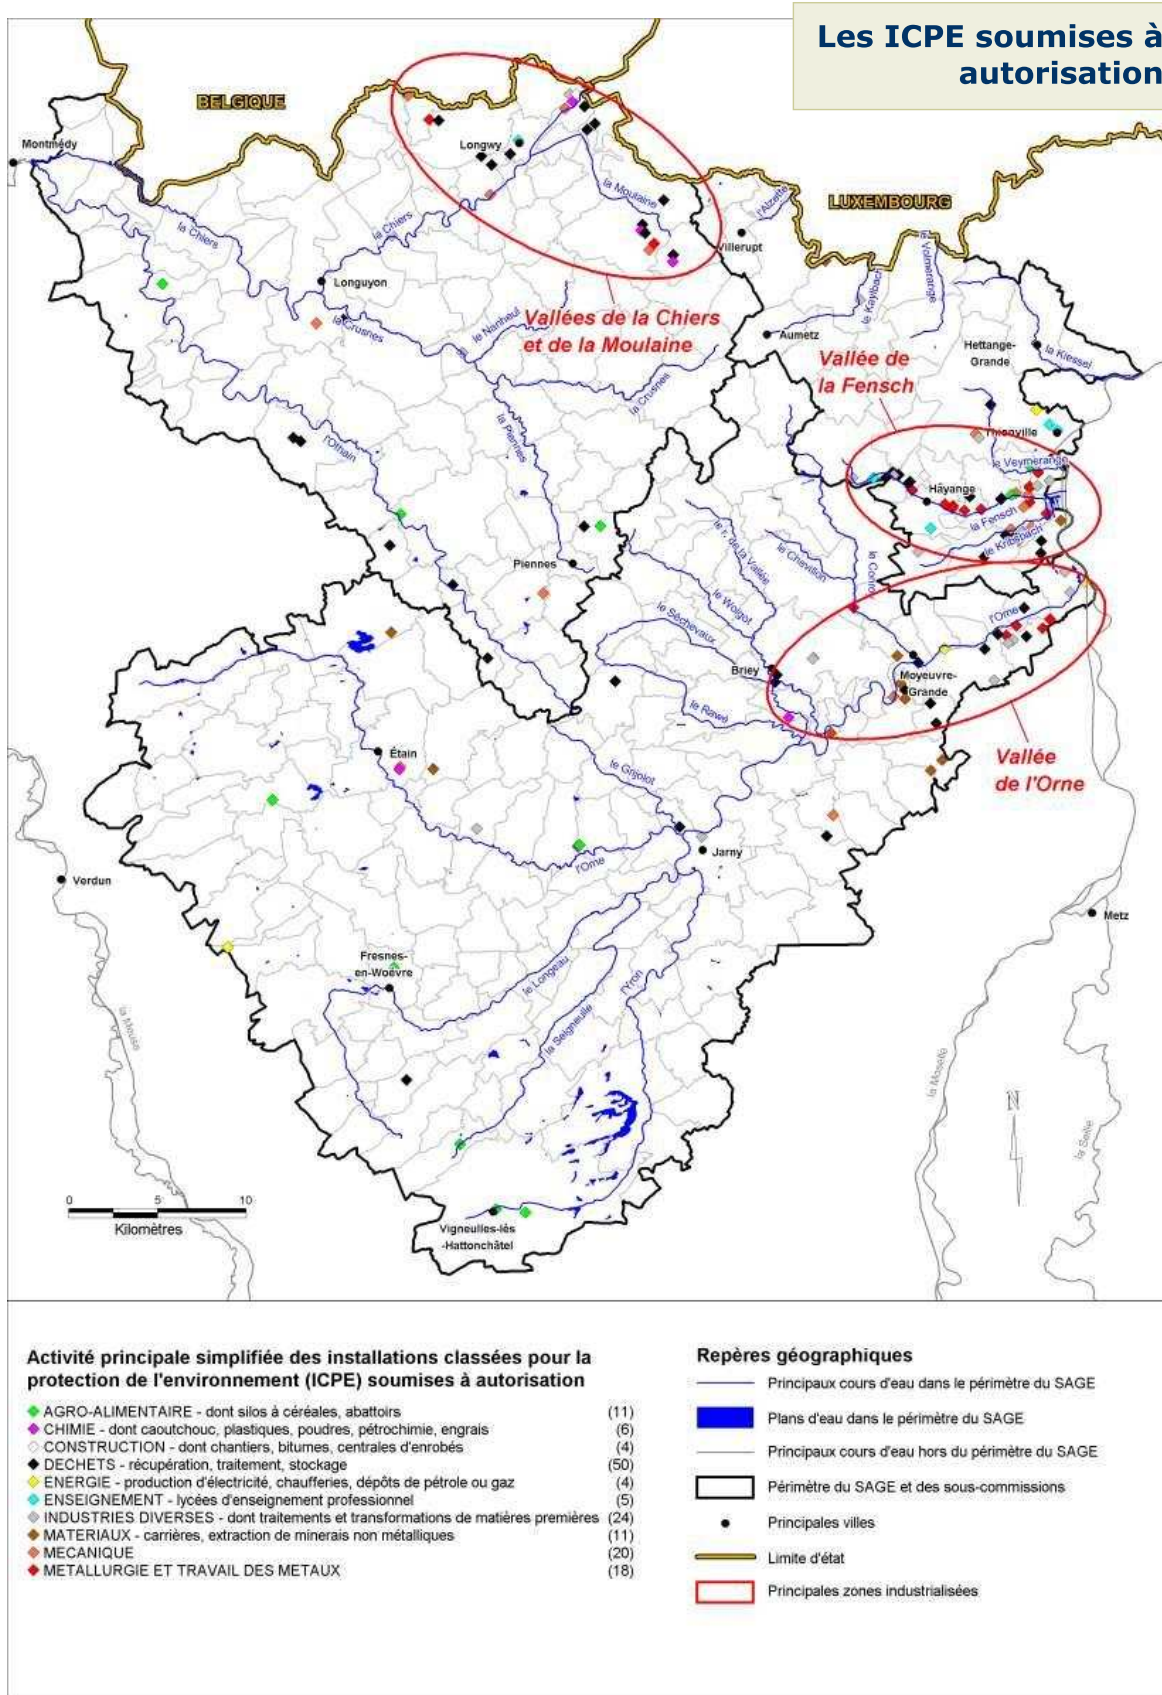 Les ICPE soumises à
autorisation
BELGIQUE
Montmédy
Longwy
la Moulaine
l'Alzette
LUXEMBOURG
la Chiers
la Chiers
Villerupt
le Volmerange
le Kaylbach
Longuyon
la Crusnes
le Nanheul
Vallées de la Chiers
et de la Moulaine
Aumetz
Hettange-
Grande
la Kiessel
Vallée de
la Fensch
la Crusnes
la Piennes
l'Othain
Thionville
le Veymerange
Hayange
la Fensch
le Kribsbach
Piennes
le r. de la Vallée
le Chevillon
le Conroy
le Woigot
le Séchevaux
l'Orne
Briey
Moyeuvre-
Grande
le Rawé
Vallée
de l'Orne
Étain
le Grijolot
l'Orne
Jarny
Verdun
Metz
Fresnes-
en-Woëvre
le Longeau
l'Yron
la Seigneulle
la Meuse
la Moselle
la Seille
N
0 5 10
Kilomètres
Vigneulles-lès
-Hattonchâtel
Activité principale simplifiée des installations classées pour la
protection de l'environnement (ICPE) soumises à autorisation
AGRO-ALIMENTAIRE - dont silos à céréales, abattoirs (11)
CHIMIE - dont caoutchouc, plastiques, poudres, pétrochimie, engrais (6)
CONSTRUCTION - dont chantiers, bitumes, centrales d'enrobés (4)
DECHETS - récupération, traitement, stockage (50)
ENERGIE - production d'électricité, chaufferies, dépôts de pétrole ou gaz (4)
ENSEIGNEMENT - lycées d'enseignement professionnel (5)
INDUSTRIES DIVERSES - dont traitements et transformations de matières premières (24)
MATERIAUX - carrières, extraction de minerais non métalliques (11)
MECANIQUE (20)
METALLURGIE ET TRAVAIL DES METAUX (18)
Repères géographiques
Principaux cours d'eau dans le périmètre du SAGE
Plans d'eau dans le périmètre du SAGE
Principaux cours d'eau hors du périmètre du SAGE
Périmètre du SAGE et des sous-commissions
Principales villes
Limite d'état
Principales zones industrialisées